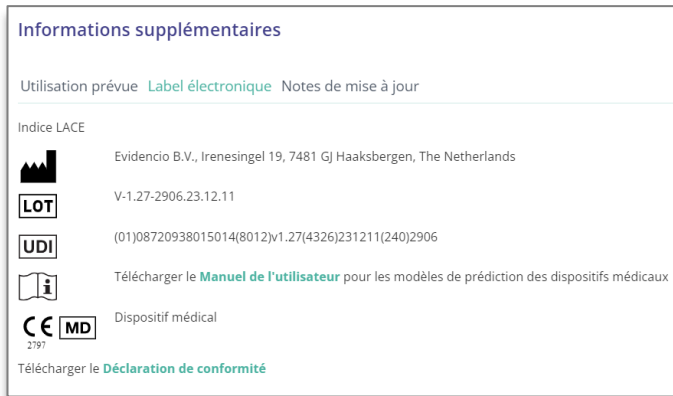 Informations supplémentaires
Utilisation prévue Label électronique Notes de mise à jour
Indice LACE
Evidencio B.V., Irenesingel 19, 7481 GJ Haaksbergen, The Netherlands
LOT V-1.27-2906.23.12.11
UDI (01)08720938015014(8012)v1.27(4326)231211(240)2906
i Télécharger le Manuel de l'utilisateur pour les modèles de prédiction des dispositifs médicaux
CE MD Dispositif médical
2797
Télécharger le Déclaration de conformité